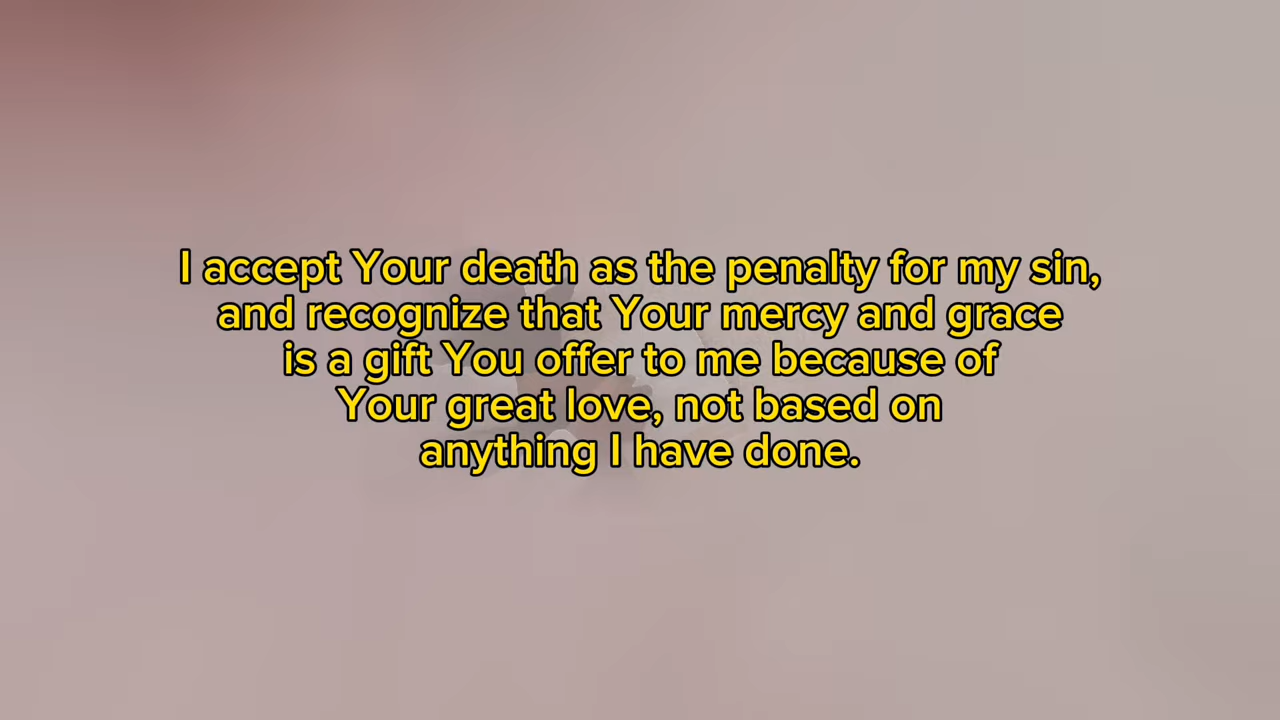 I accept Your death as the penalty for my sin,
and recognize that Your mercy and grace
is a gift You offer to me because of
Your great love, not based on
anything I have done.